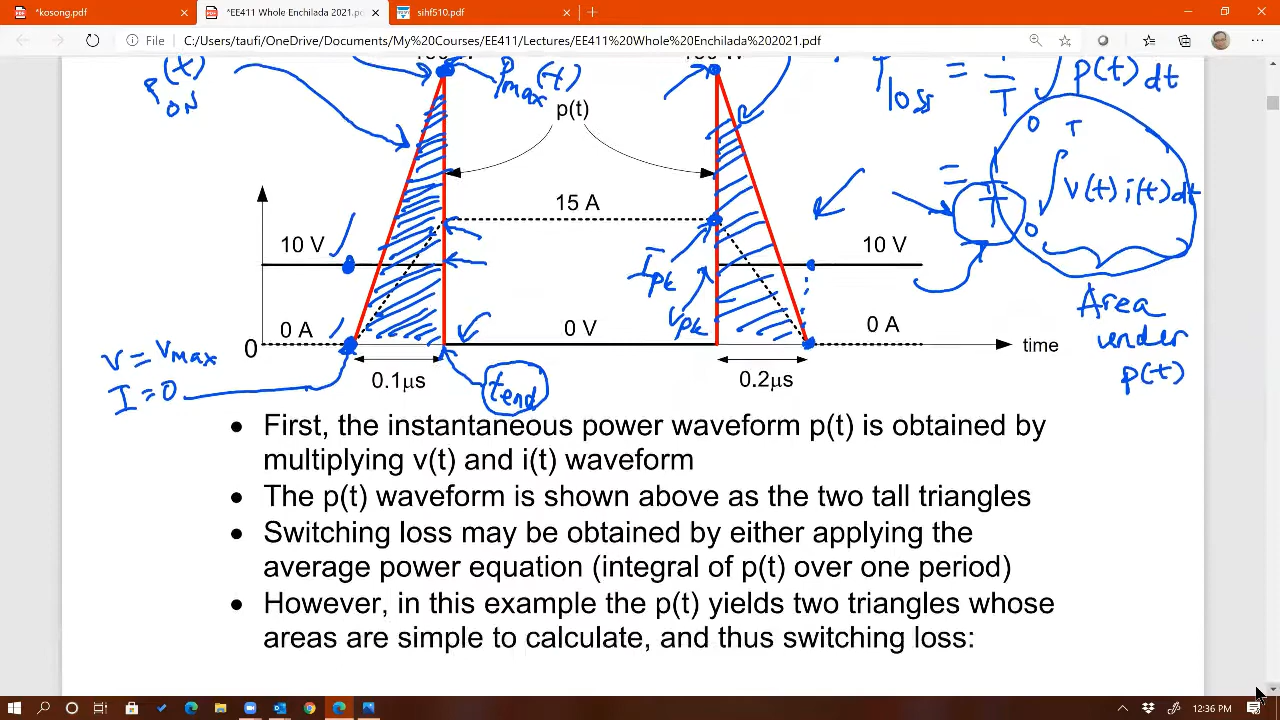 *kosong.pdf
*EE411 Whole Enchilada 2021.p
sihf510.pdf
File
C:/Users/taufi/OneDrive/Documents/My%20Courses/EE411/Lectures/EE411%20Whole%20Enchilada%202021.pdf
P(t)
ON
Pmax(t)
p(t)
Ploss = 1/T ∫ p(t) dt
0 T
= 1/T ∫ v(t) i(t) dt
0
15 A
10 V
10 V
Ipk
Vpk
0 A
0
0 V
0 A
time
Area
under
p(t)
V = Vmax
I = 0
0.1µs
tend
0.2µs
• First, the instantaneous power waveform p(t) is obtained by
multiplying v(t) and i(t) waveform
• The p(t) waveform is shown above as the two tall triangles
• Switching loss may be obtained by either applying the
average power equation (integral of p(t) over one period)
• However, in this example the p(t) yields two triangles whose
areas are simple to calculate, and thus switching loss:
12:36 PM